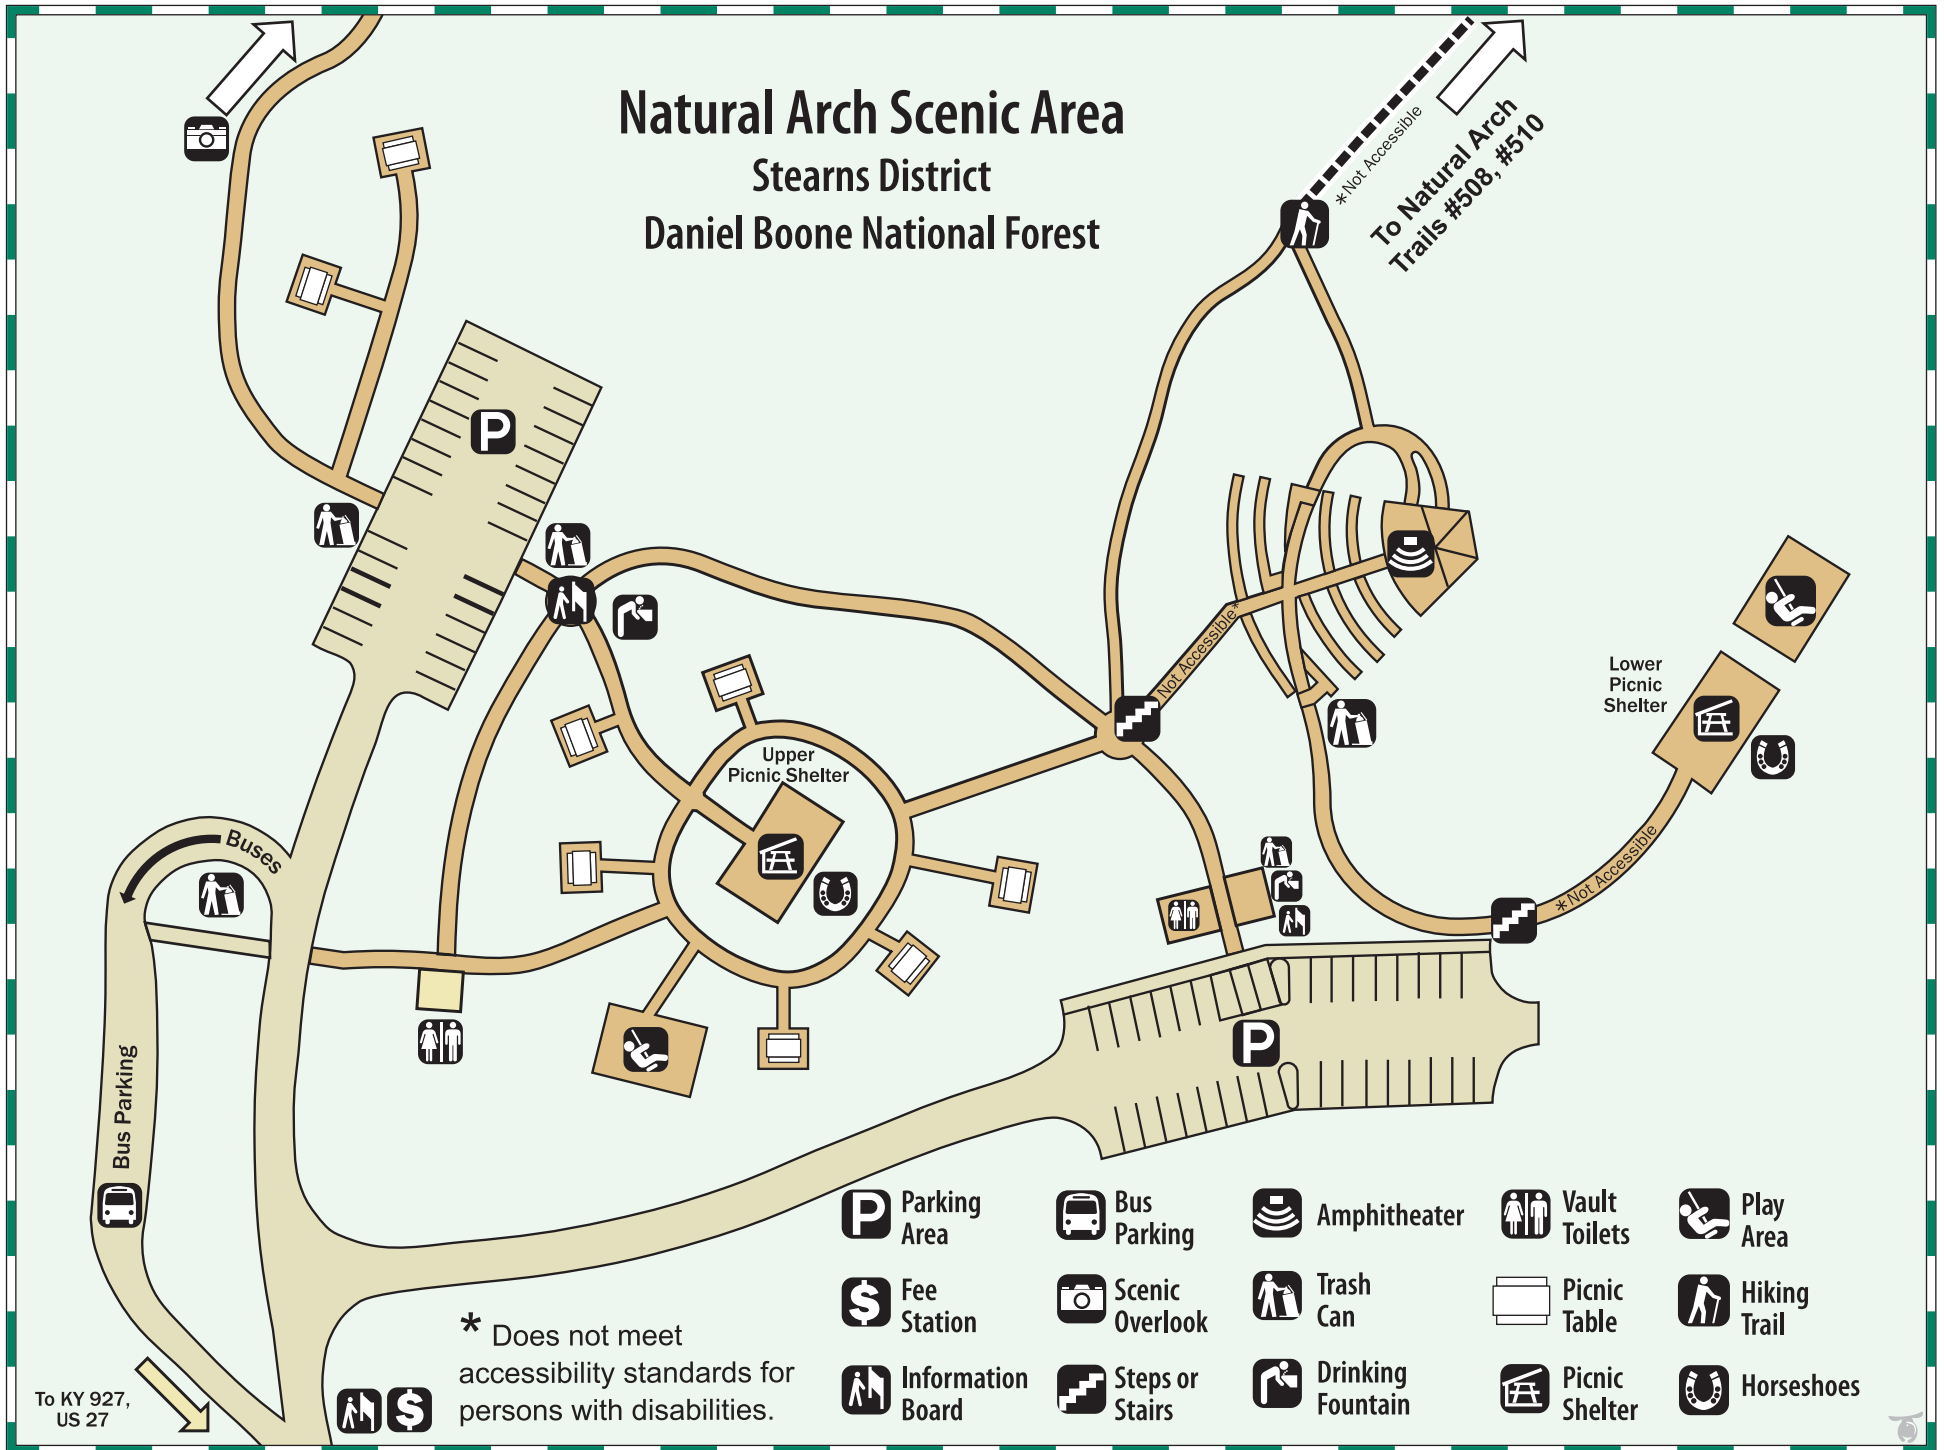 Natural Arch Scenic Area
Stearns District
Daniel Boone National Forest
*Not Accessible
To Natural Arch
Trails #508, #510
P
Not Accessible*
Lower
Picnic
Shelter
Upper
Picnic Shelter
Buses
*Not Accessible
P
Bus Parking
* Does not meet
accessibility standards for
persons with disabilities.
To KY 927,
US 27
$
P
Parking
Area
Bus
Parking
Amphitheater
Vault
Toilets
Play
Area
$
Fee
Station
Scenic
Overlook
Trash
Can
Picnic
Table
Hiking
Trail
Information
Board
Steps or
Stairs
Drinking
Fountain
Picnic
Shelter
Horseshoes